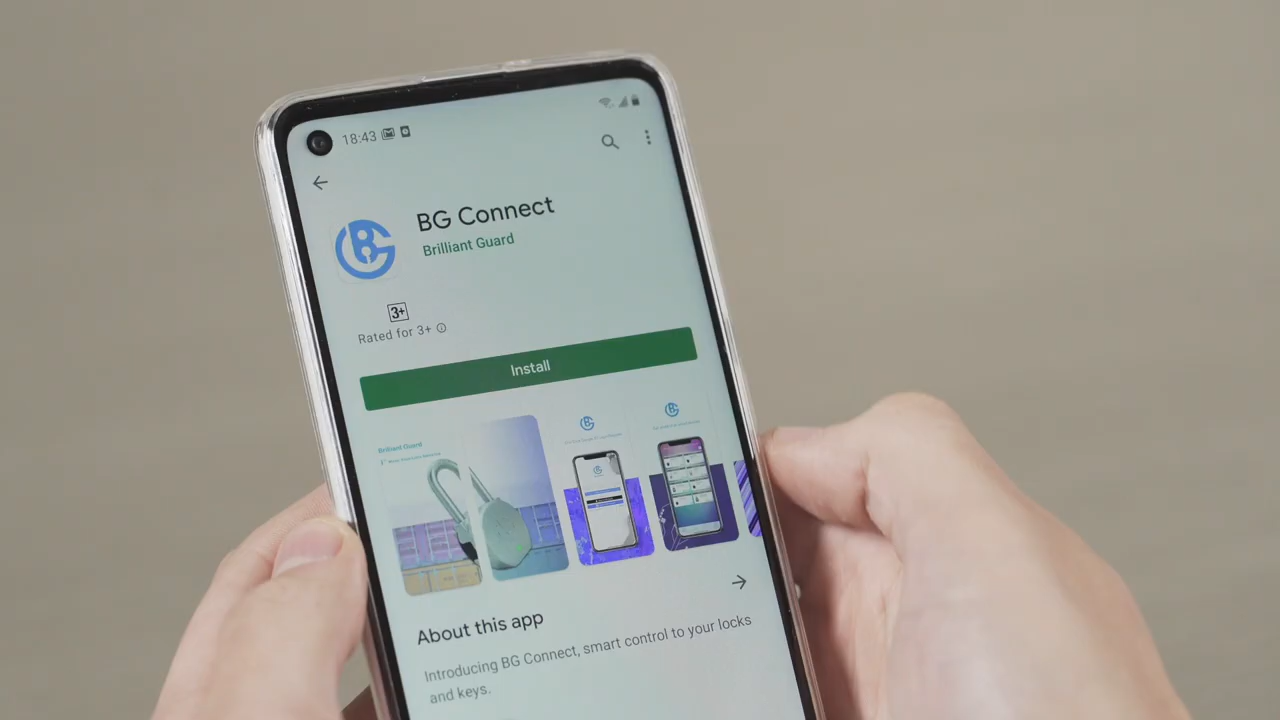 18:43
BG Connect
Brilliant Guard
3+
Rated for 3+
Install
Brilliant Guard
About this app
Introducing BG Connect, smart control to your locks
and keys.